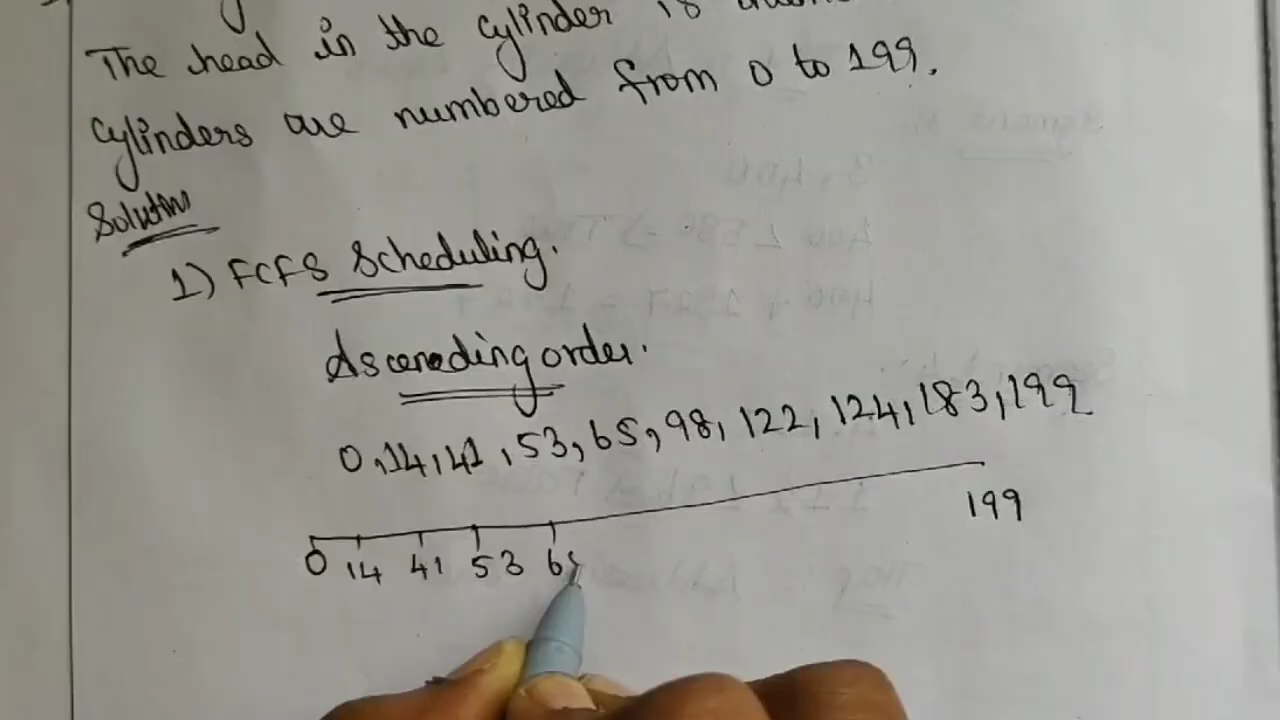 The head in the cylinder is
cylinders are numbered from 0 to 199.
Solution
1) FCFS Scheduling.
Ascending order.
0,14,41,53,65,98,122,124,183,199
0 14 41 53 65 199